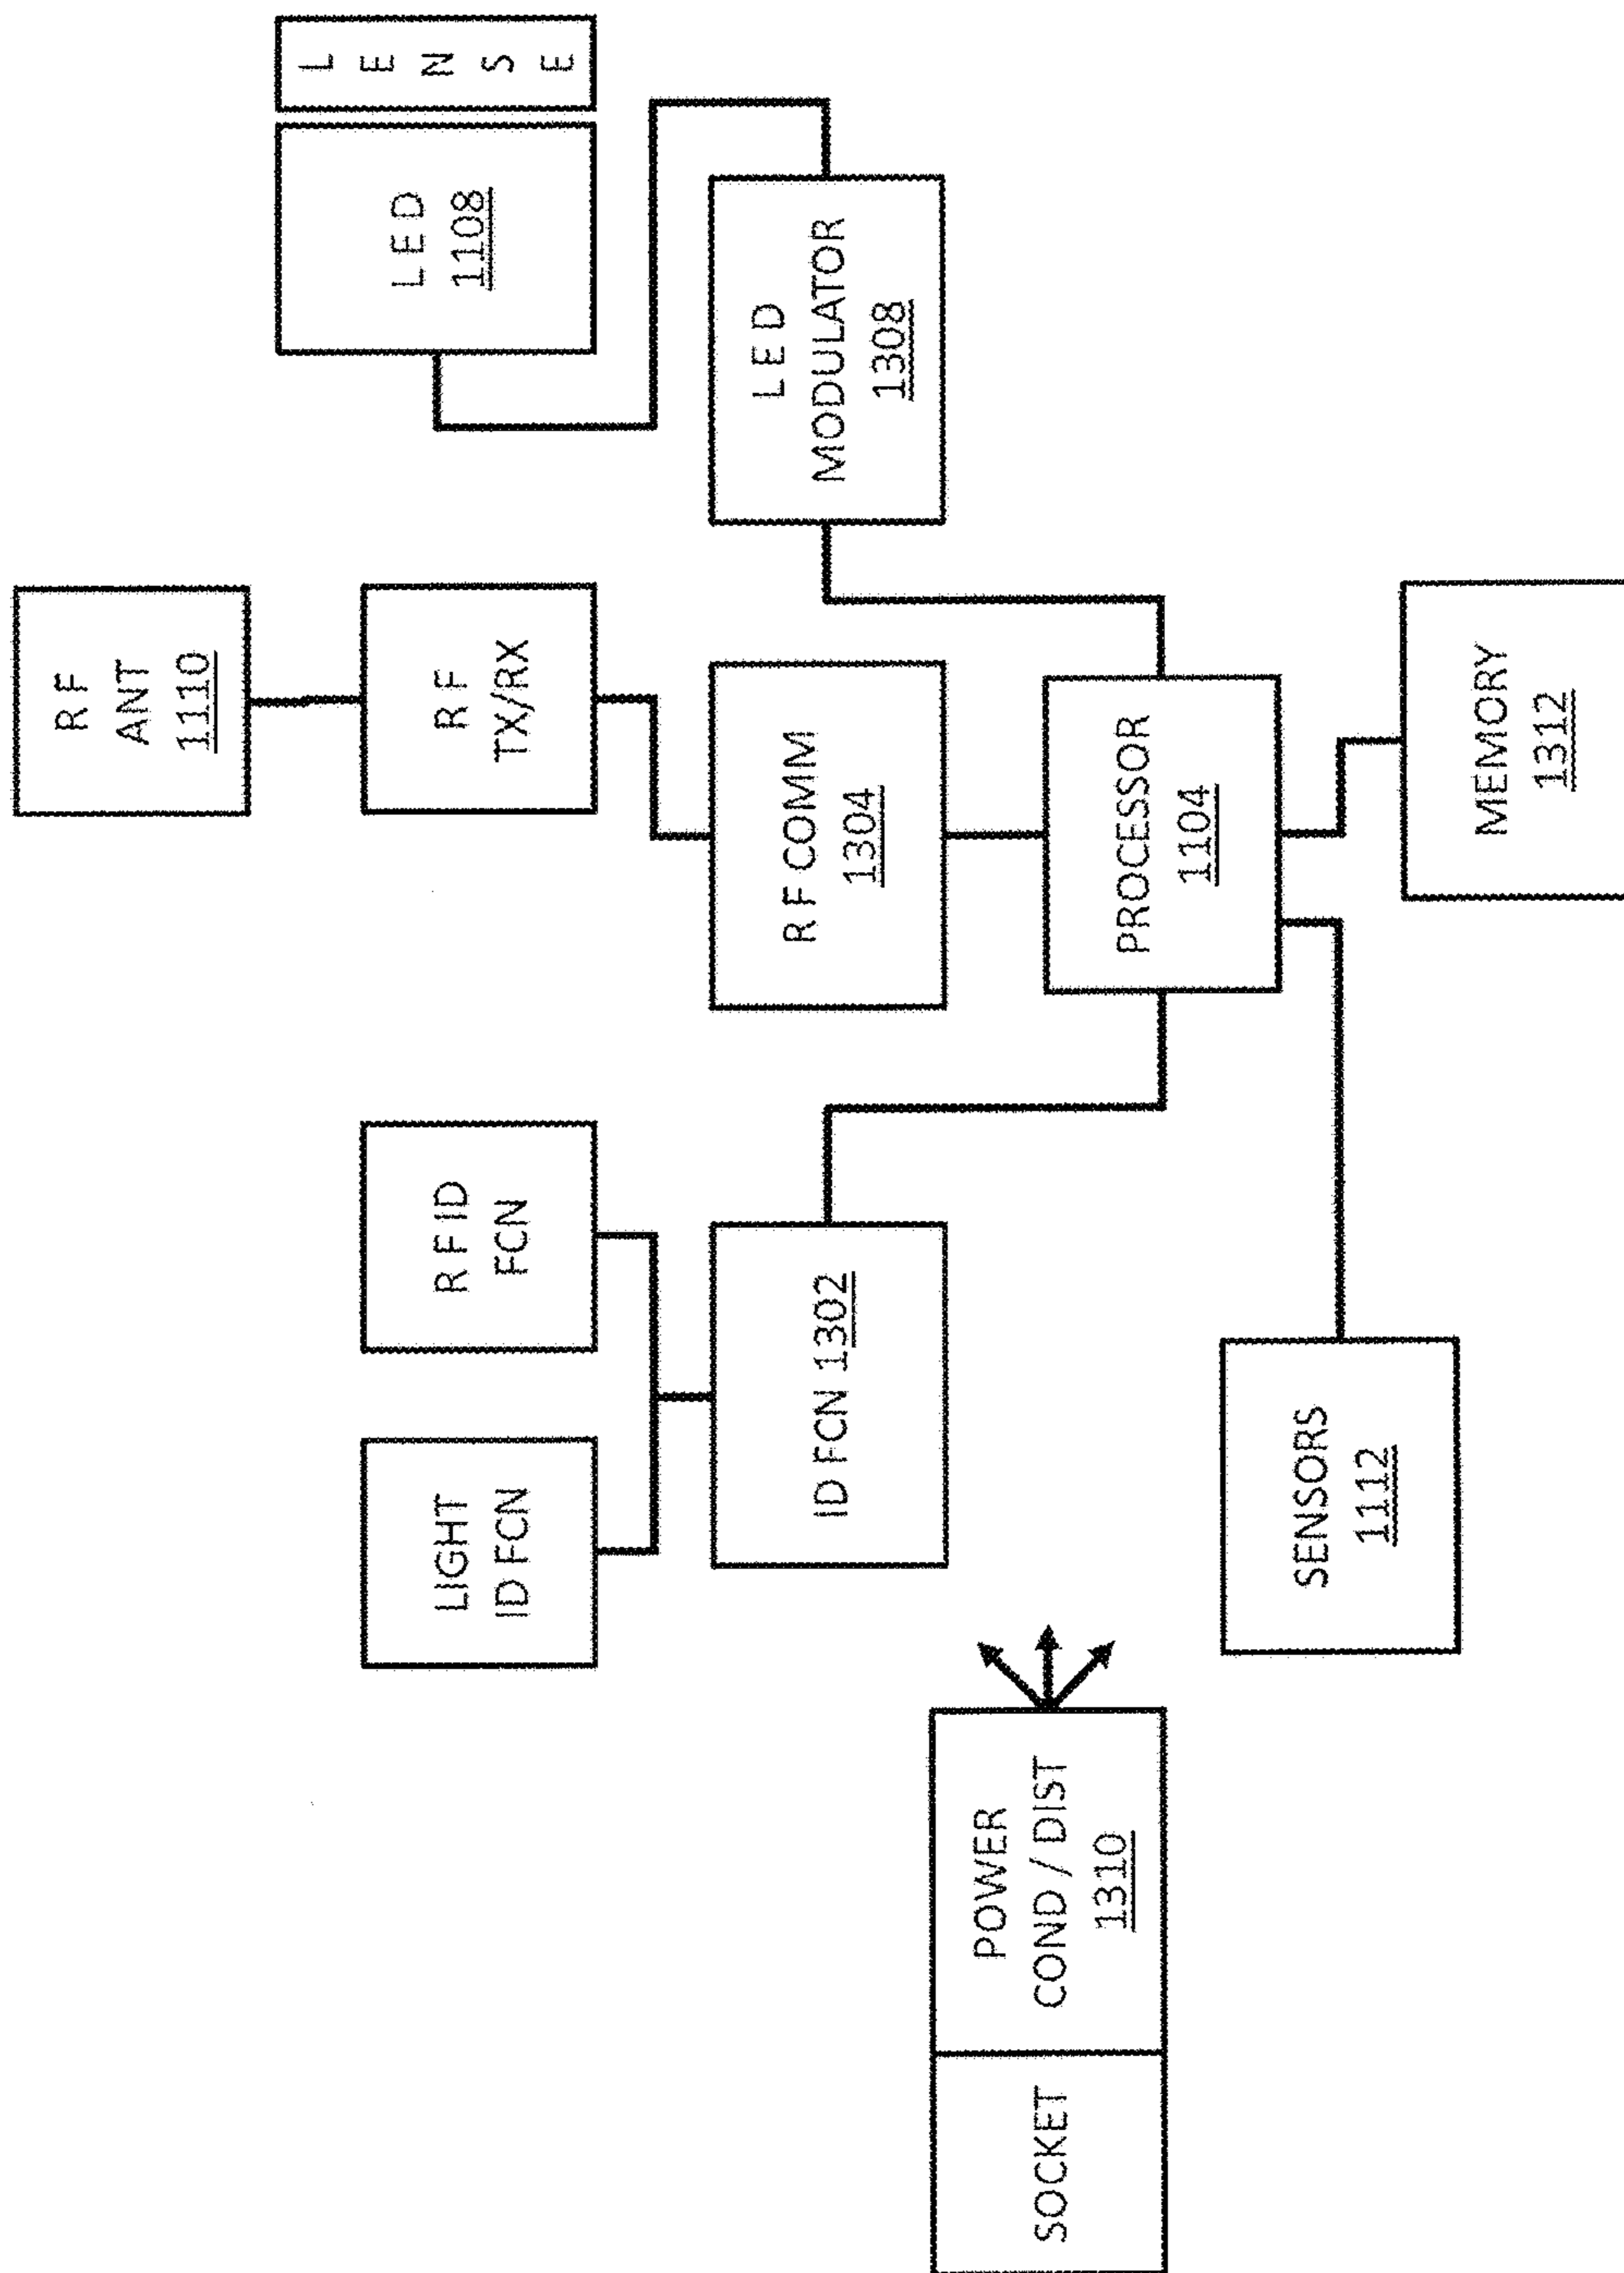 R F
ANT
1110
R F
TX/RX
L E D
1108
L
E
N
S
E
LIGHT
ID FCN
R F ID
FCN
ID FCN 1302
R F COMM
1304
L E D
MODULATOR
1308
SOCKET
POWER
COND / DIST
1310
PROCESSOR
1104
SENSORS
1112
MEMORY
1312